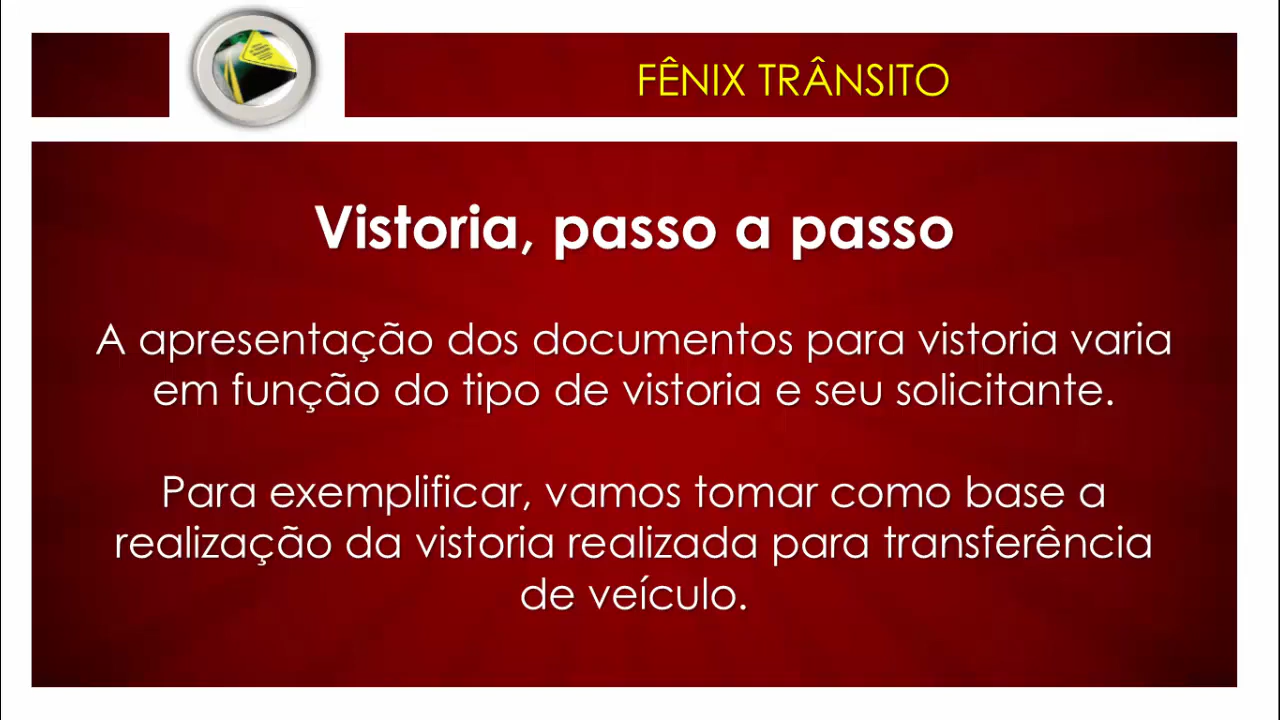 FÊNIX TRÂNSITO
Vistoria, passo a passo
A apresentação dos documentos para vistoria varia
em função do tipo de vistoria e seu solicitante.
Para exemplificar, vamos tomar como base a
realização da vistoria realizada para transferência
de veículo.